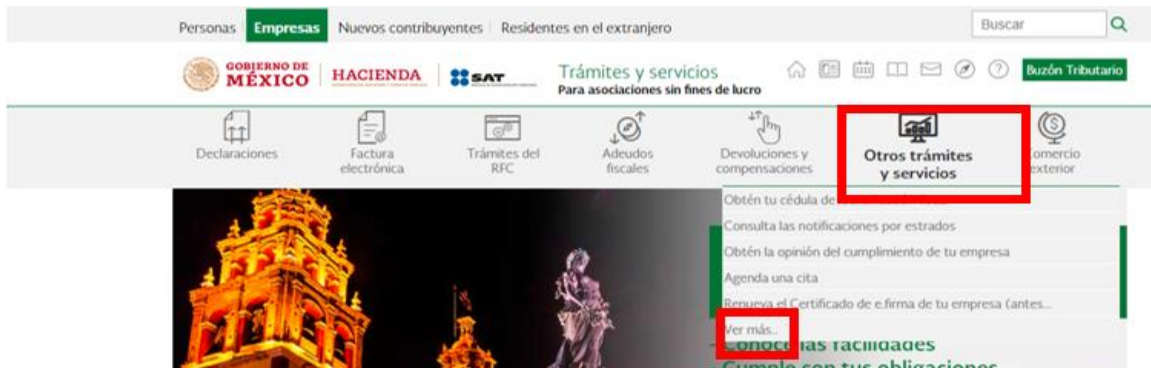 Personas Empresas Nuevos contribuyentes Residentes en el extranjero Buscar
GOBIERNO DE MÉXICO HACIENDA SAT
Trámites y servicios
Para asociaciones sin fines de lucro
Buzón Tributario
Declaraciones
Factura electrónica
Trámites del RFC
Adeudos fiscales
Devoluciones y compensaciones
Otros trámites y servicios
omercio exterior
Obtén tu cédula de
Consulta las notificaciones por estrados
Obtén la opinión del cumplimiento de tu empresa
Agenda una cita
Renueva el Certificado de e.firma de tu empresa (antes...
Ver más..
Conoce las facilidades
Cumple con tus obligaciones